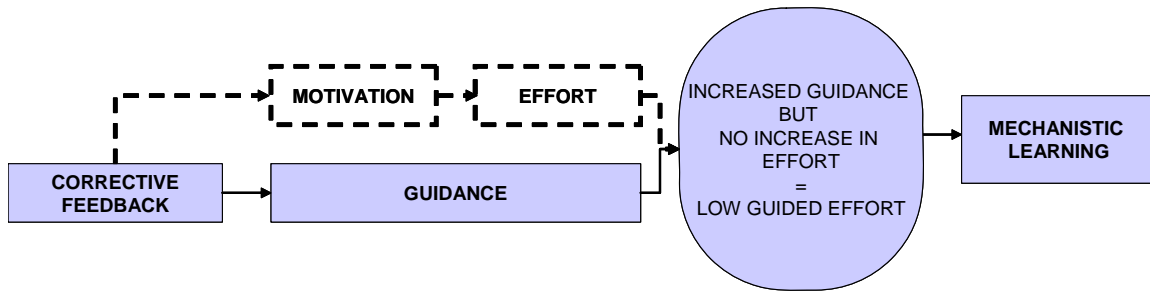 MOTIVATION
EFFORT
CORRECTIVE
FEEDBACK
GUIDANCE
INCREASED GUIDANCE
BUT
NO INCREASE IN
EFFORT
=
LOW GUIDED EFFORT
MECHANISTIC
LEARNING